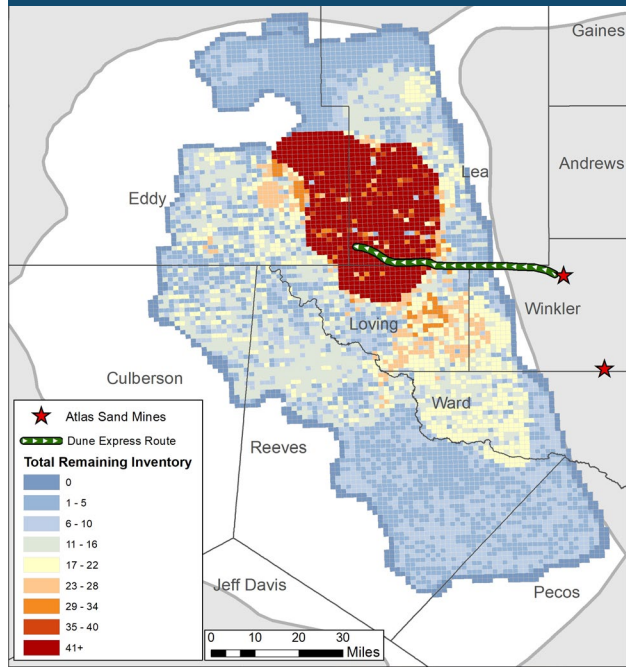 Gaines
Andrews
Lea
Eddy
Winkler
Loving
Culberson
Ward
Reeves
Jeff Davis
Pecos
Atlas Sand Mines
Dune Express Route
Total Remaining Inventory
0
1 - 5
6 - 10
11 - 16
17 - 22
23 - 28
29 - 34
35 - 40
41+
0 5 10 20 30
Miles